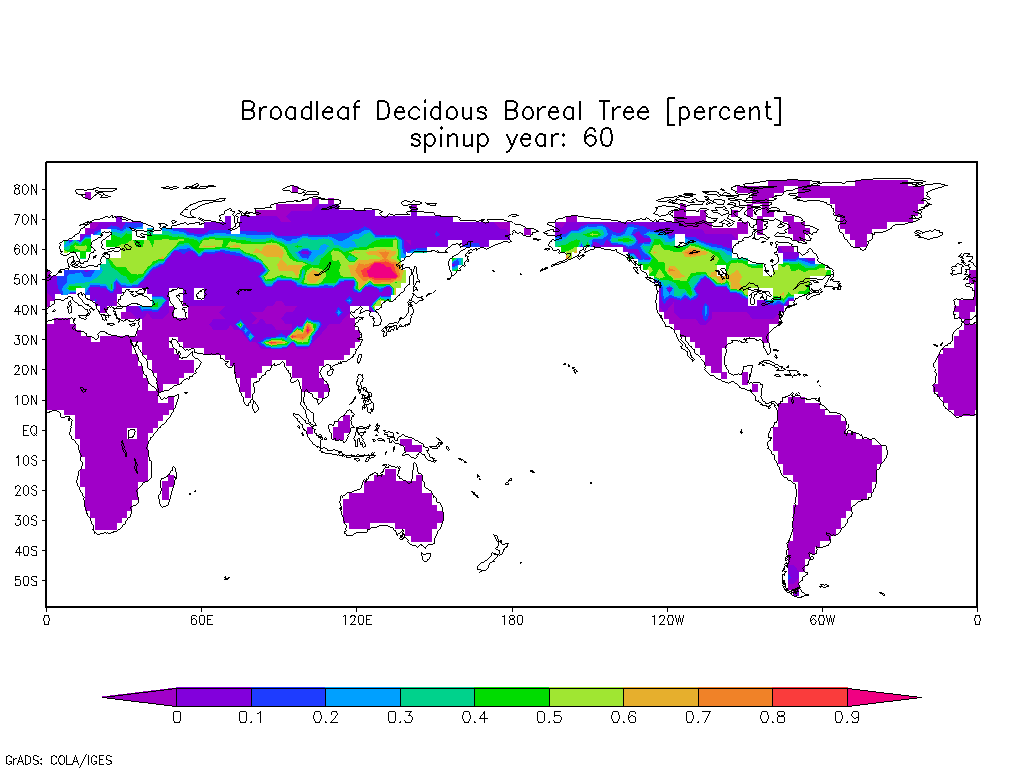 Broadleaf Decidous Boreal Tree [percent]
spinup year: 60
80N
70N
60N
50N
40N
30N
20N
10N
EQ
10S
20S
30S
40S
50S
0 60E 120E 180 120W 60W 0
0 0.1 0.2 0.3 0.4 0.5 0.6 0.7 0.8 0.9
GrADS: COLA/IGES